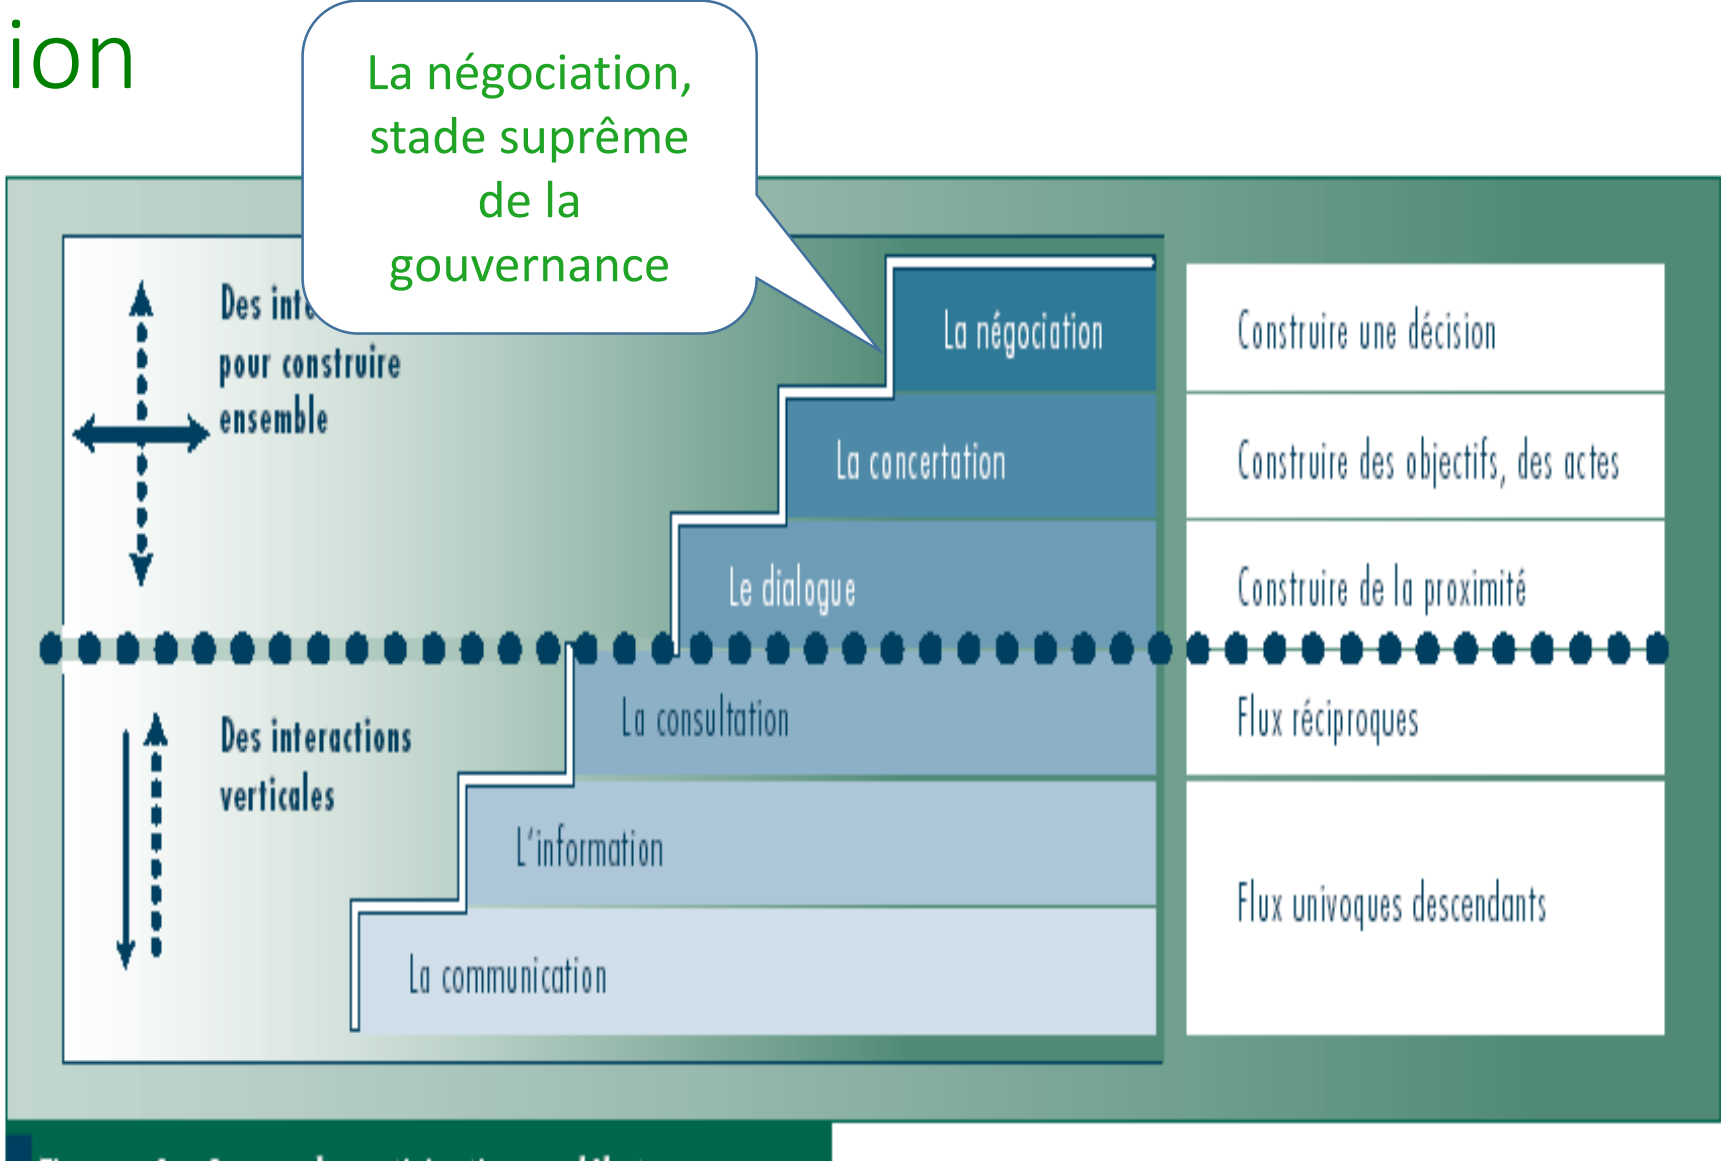 ion
La négociation,
stade suprême
de la
gouvernance
Des
pour construire
ensemble
La négociation
Construire une décision
La concertation
Construire des objectifs, des actes
Le dialogue
Construire de la proximité
Des interactions
verticales
La consultation
Flux réciproques
L'information
Flux univoques descendants
La communication